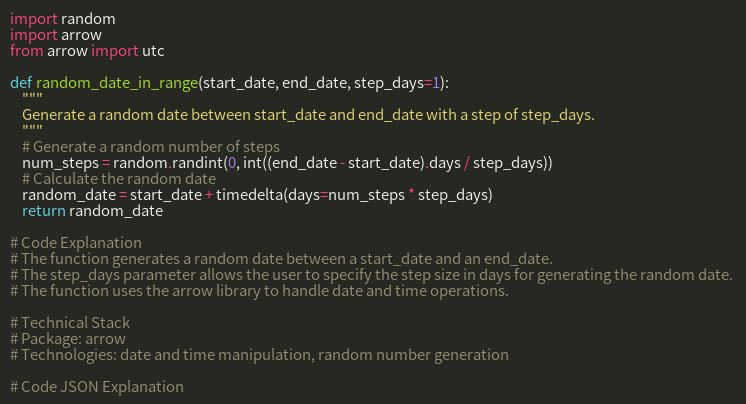 import random
import arrow
from arrow import utc
def random_date_in_range(start_date, end_date, step_days=1):
"""
Generate a random date between start_date and end_date with a step of step_days.
"""
# Generate a random number of steps
num_steps = random.randint(0, int((end_date - start_date).days / step_days))
# Calculate the random date
random_date = start_date + timedelta(days=num_steps * step_days)
return random_date
# Code Explanation
# The function generates a random date between a start_date and an end_date.
# The step_days parameter allows the user to specify the step size in days for generating the random date.
# The function uses the arrow library to handle date and time operations.
# Technical Stack
# Package: arrow
# Technologies: date and time manipulation, random number generation
# Code JSON Explanation